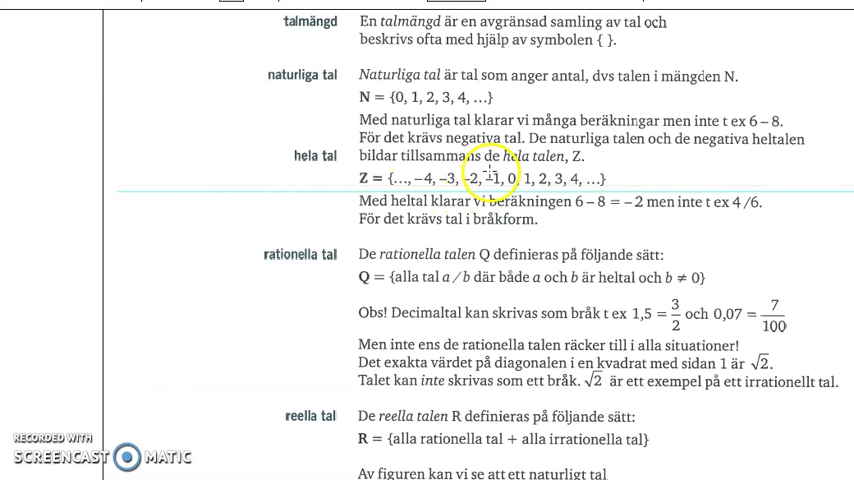 talmängd En talmängd är en avgränsad samling av tal och
beskrivs ofta med hjälp av symbolen { }.
naturliga tal Naturliga tal är tal som anger antal, dvs talen i mängden N.
N = {0, 1, 2, 3, 4, …}
Med naturliga tal klarar vi många beräkningar men inte t ex 6 – 8.
För det krävs negativa tal. De naturliga talen och de negativa heltalen
hela tal bildar tillsammans de hela talen, Z.
Z = {…, –4, –3, –2, –1, 0, 1, 2, 3, 4, …}
Med heltal klarar vi beräkningen 6 – 8 = –2 men inte t ex 4/6.
För det krävs tal i bråkform.
rationella tal De rationella talen Q definieras på följande sätt:
Q = {alla tal a/b där både a och b är heltal och b ≠ 0}
Obs! Decimaltal kan skrivas som bråk t ex 1,5 = 3/2 och 0,07 = 7/100
Men inte ens de rationella talen räcker till i alla situationer!
Det exakta värdet på diagonalen i en kvadrat med sidan 1 är √2.
Talet kan inte skrivas som ett bråk. √2 är ett exempel på ett irrationellt tal.
reella tal De reella talen R definieras på följande sätt:
R = {alla rationella tal + alla irrationella tal}
Av figuren kan vi se att ett naturligt tal
RECORDED WITH
SCREENCAST MATIC